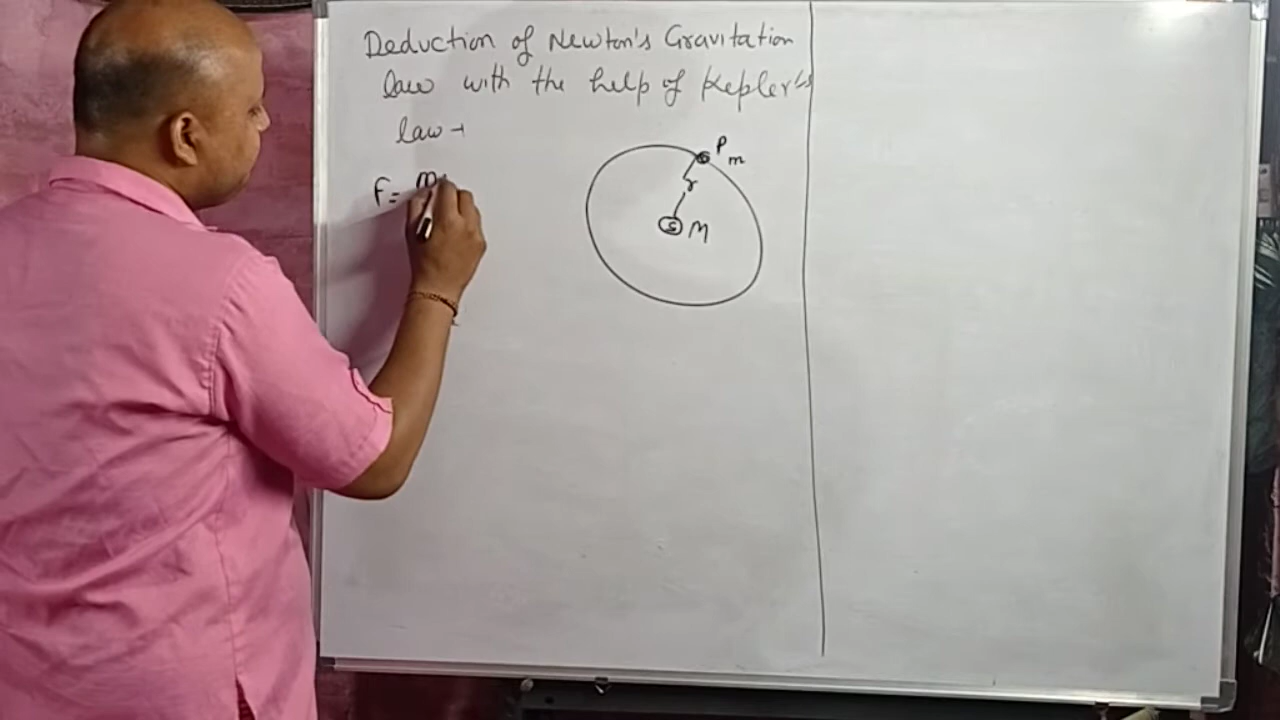 Deduction of Newton's Gravitation
law with the help of Kepler's
law →
F = m
P m
r
S M